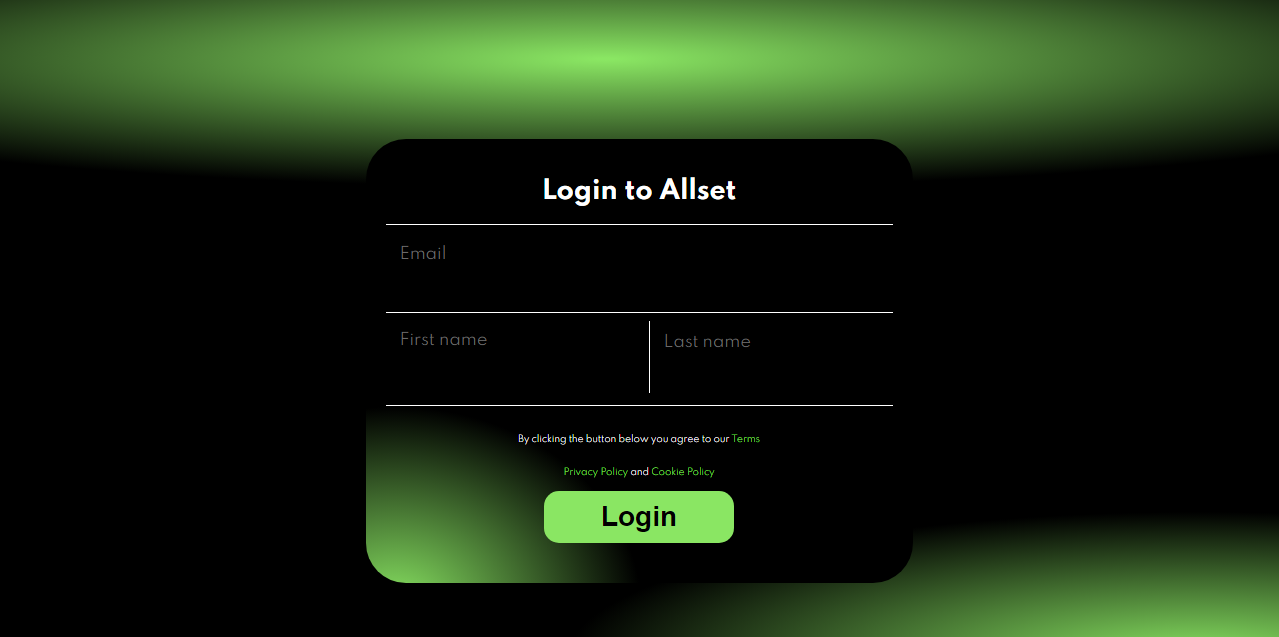 Login to Allset
Email
First name
Last name
By clicking the button below you agree to our Terms
Privacy Policy and Cookie Policy
Login